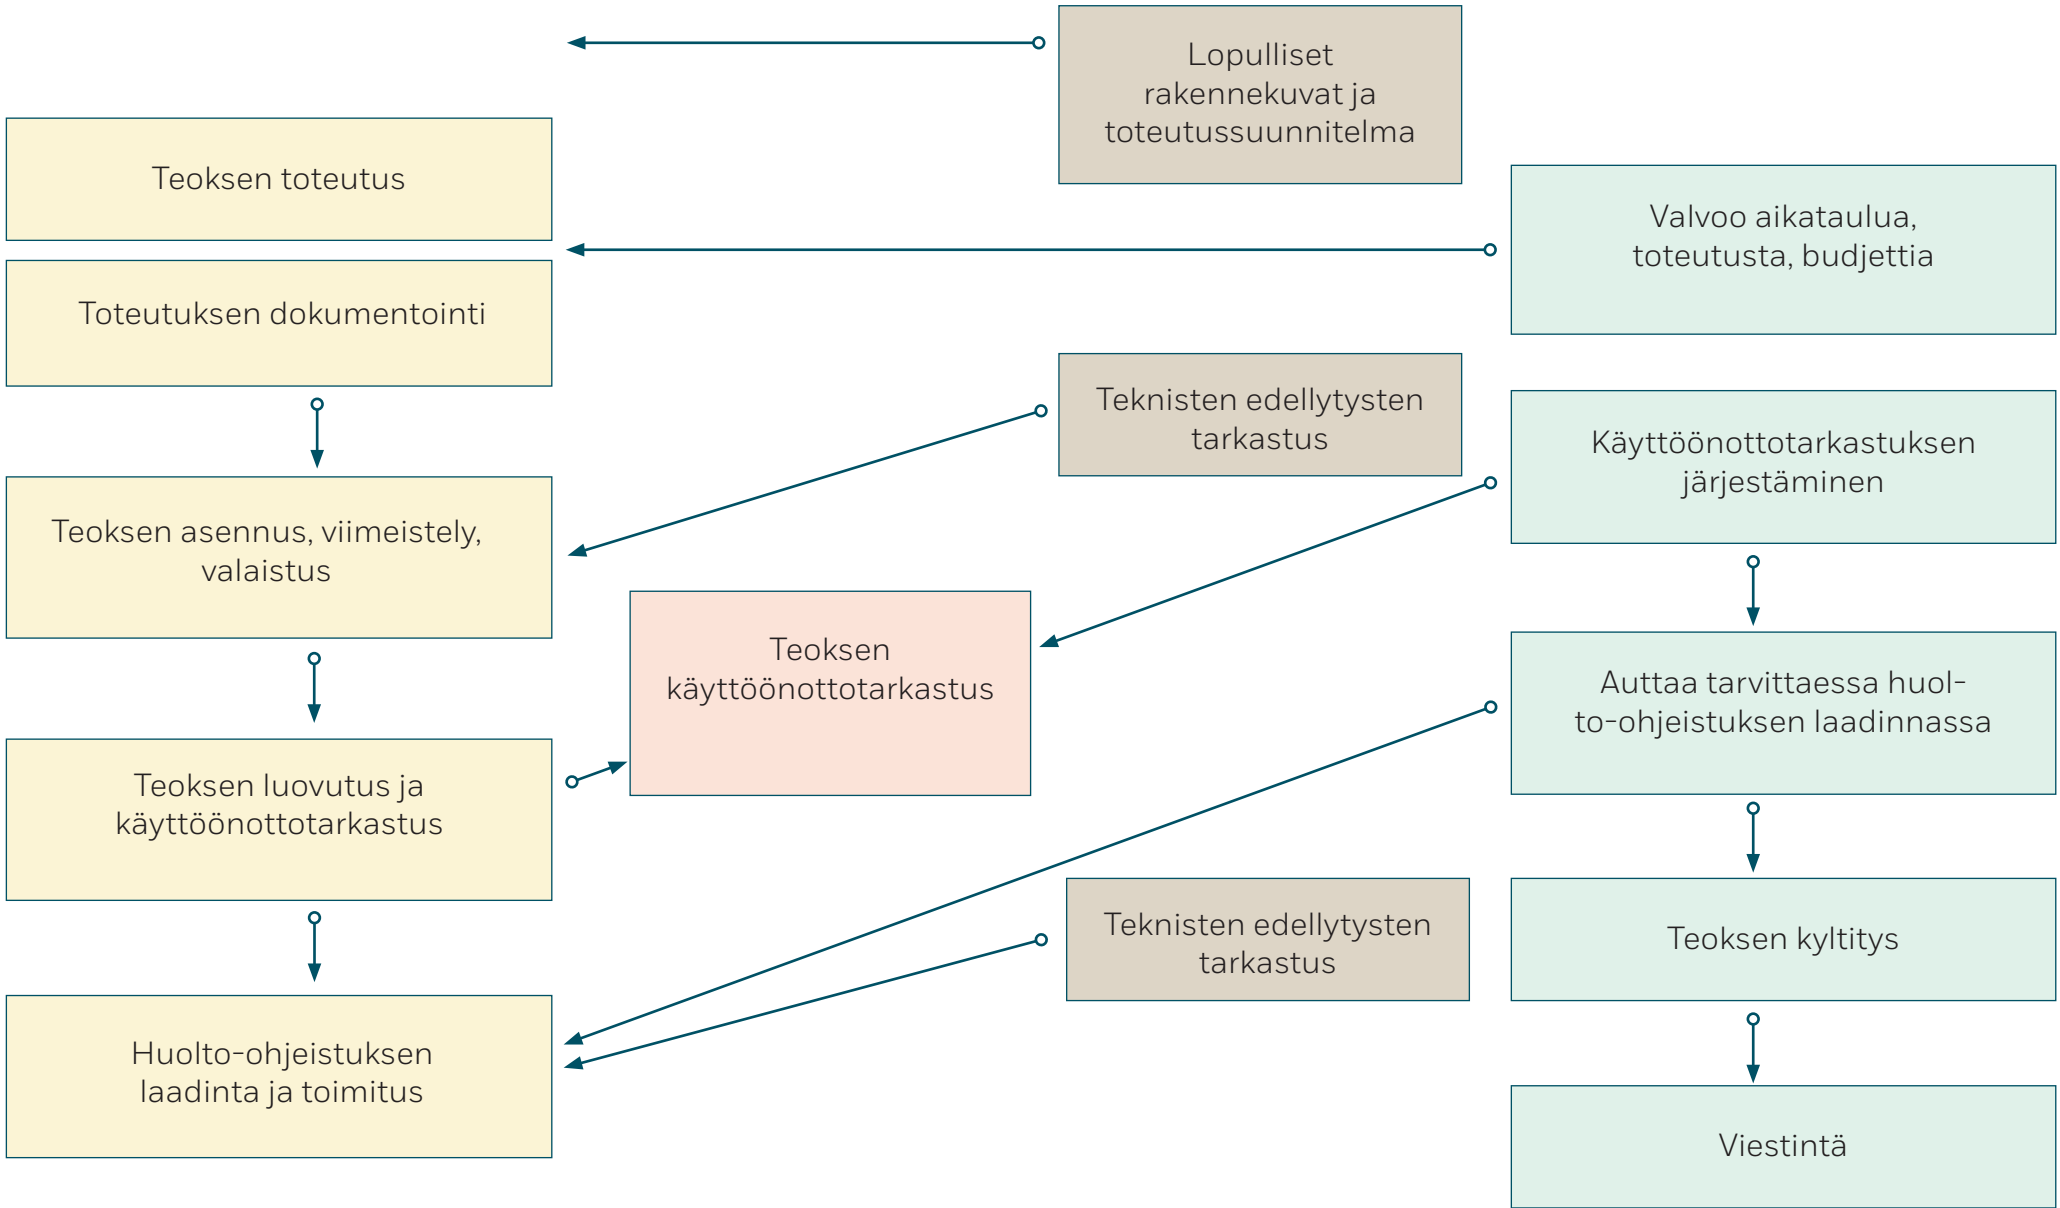 Lopulliset
rakennekuvat ja
toteutussuunnitelma
Teoksen toteutus
Valvoo aikataulua,
toteutusta, budjettia
Toteutuksen dokumentointi
Teknisten edellytysten
tarkastus
Käyttöönottotarkastuksen
järjestäminen
Teoksen asennus, viimeistely,
valaistus
Teoksen
käyttöönottotarkastus
Auttaa tarvittaessa huol-
to-ohjeistuksen laadinnassa
Teoksen luovutus ja
käyttöönottotarkastus
Teknisten edellytysten
tarkastus
Teoksen kyltitys
Huolto-ohjeistuksen
laadinta ja toimitus
Viestintä